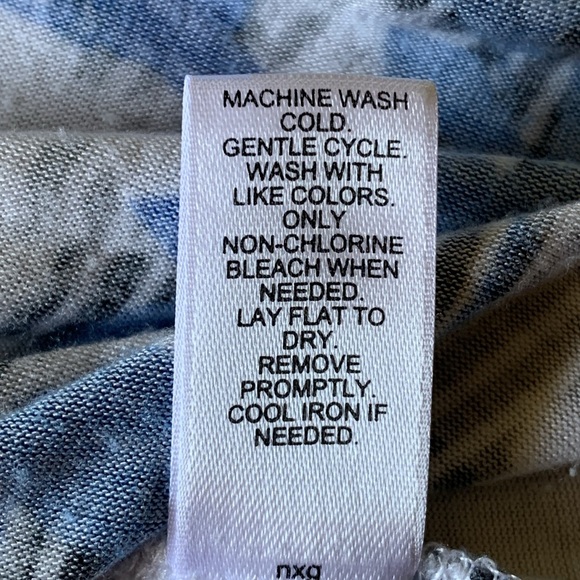 MACHINE WASH
COLD.
GENTLE CYCLE.
WASH WITH
LIKE COLORS.
ONLY
NON-CHLORINE
BLEACH WHEN
NEEDED.
LAY FLAT TO
DRY.
REMOVE
PROMPTLY.
COOL IRON IF
NEEDED.